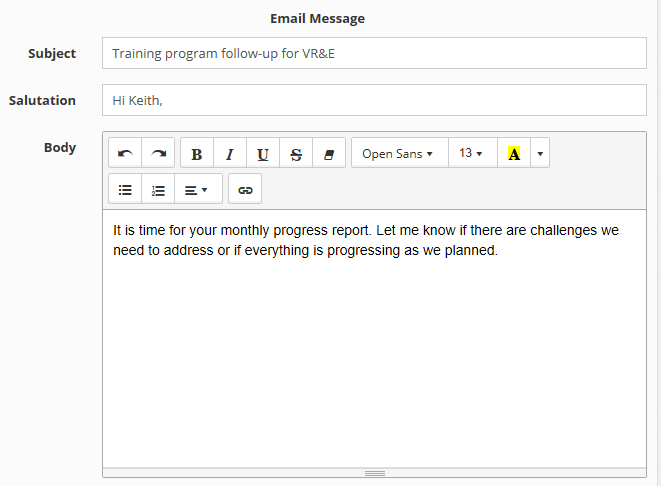 Email Message
Subject
Training program follow-up for VR&E
Salutation
Hi Keith,
Body
B I U S Open Sans 13 A
It is time for your monthly progress report. Let me know if there are challenges we
need to address or if everything is progressing as we planned.